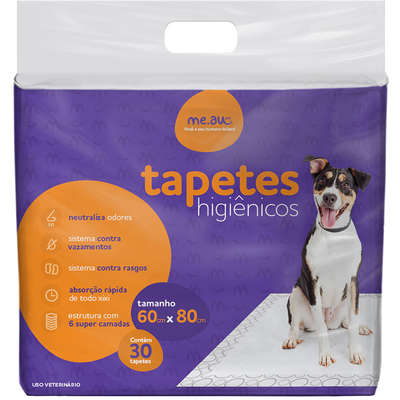 me.au
tapetes
higiênicos
neutraliza odores
sistema contra
vazamentos
sistema contra rasgos
absorção rápida
de todo xixi
estrutura com
6 super camadas
tamanho
60cm x 80cm
Contém
30
tapetes
USO VETERINÁRIO